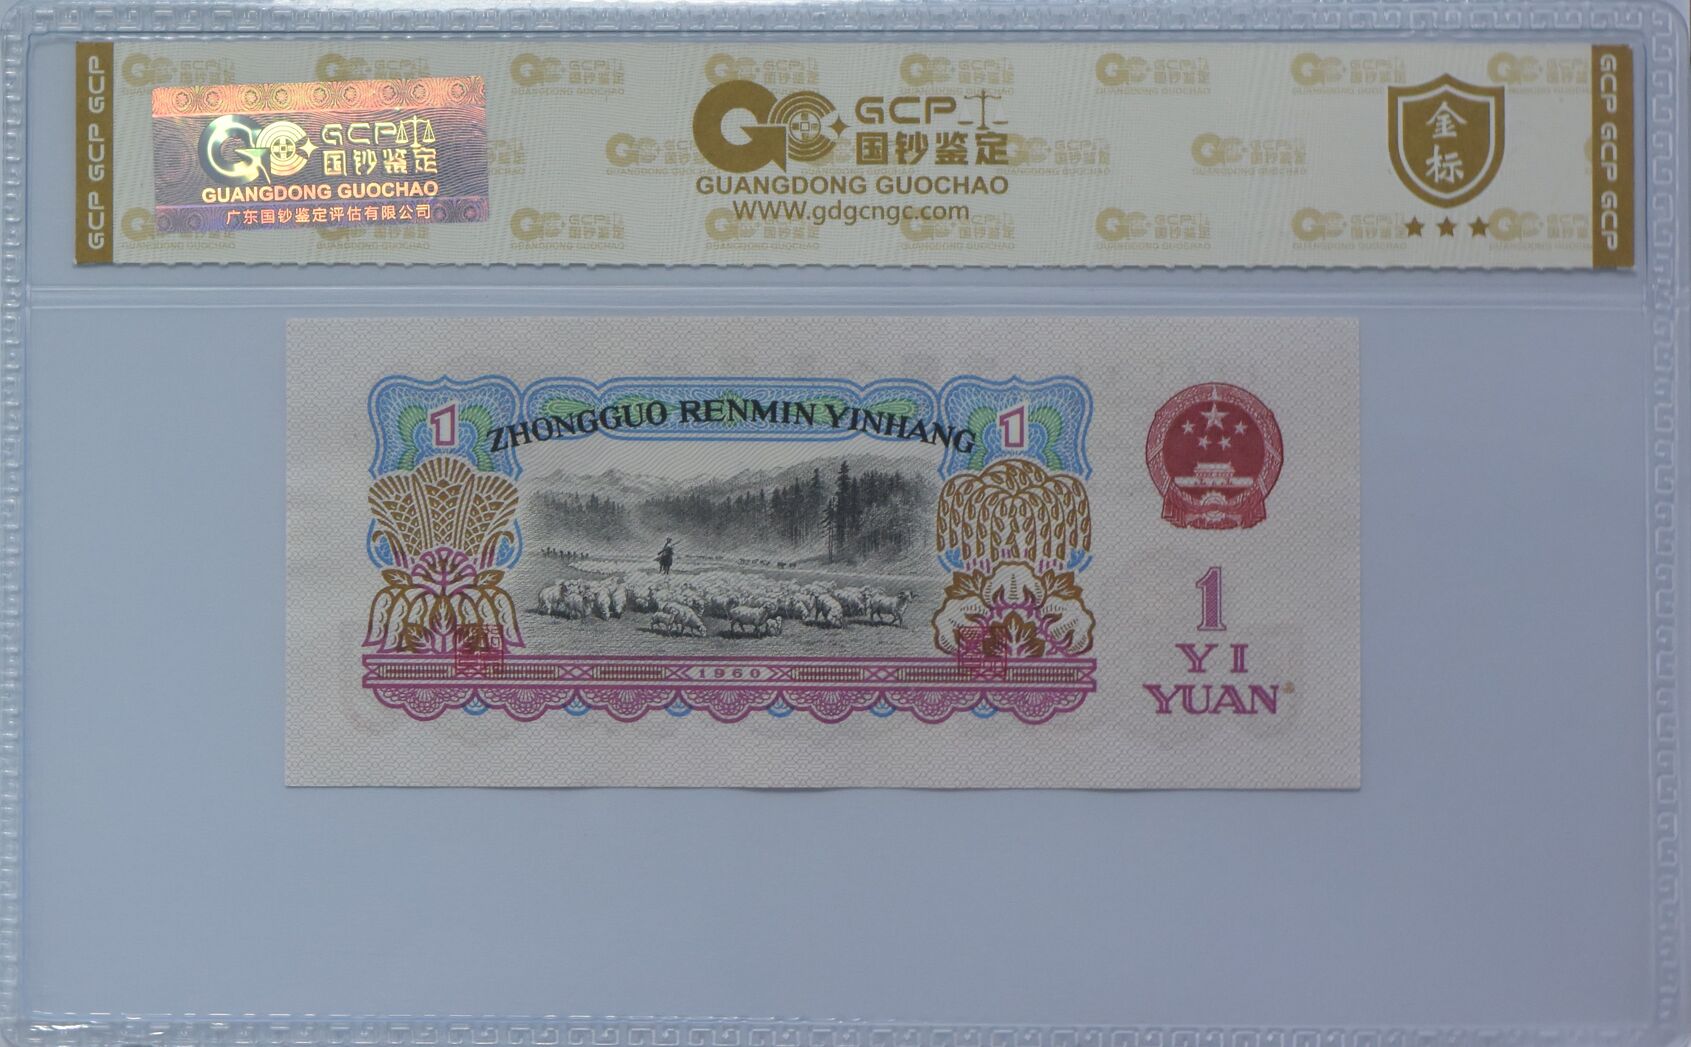 GCP GCP GCP
GCP
国钞鉴定
GUANGDONG GUOCHAO
广东国钞鉴定评估有限公司
GCP
国钞鉴定
GUANGDONG GUOCHAO
WWW.gdgcngc.com
金标
GCP GCP GCP
ZHONGGUO RENMIN YINHANG
1
1
1960
1
YI
YUAN